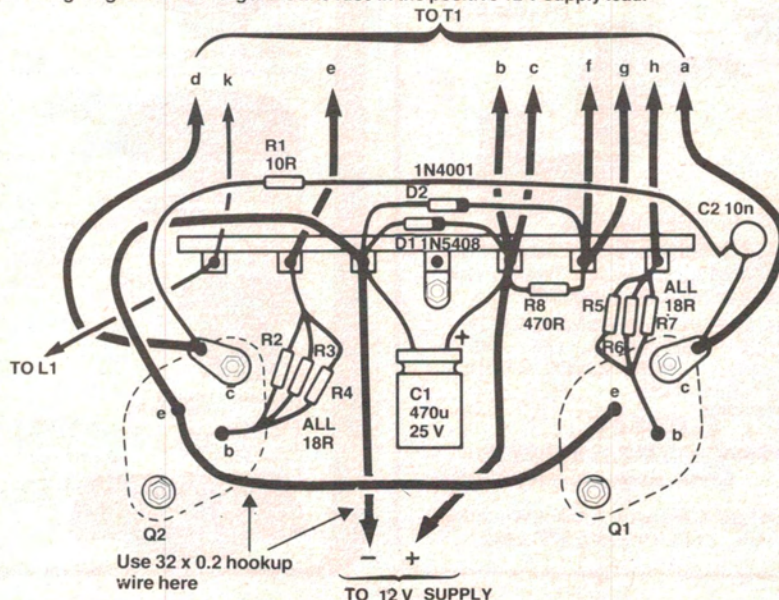 TO T1
d
k
e
b
c
f
g
h
a
R1
10R
1N4001
D2
C2 10n
D1 1N5408
R8
470R
R5
R6
R7
ALL
18R
TO L1
R2
R3
R4
ALL
18R
c
e
b
C1
470u
25 V
+
c
e
b
Q2
Q1
Use 32 x 0.2 hookup
wire here
− +
TO 12 V SUPPLY